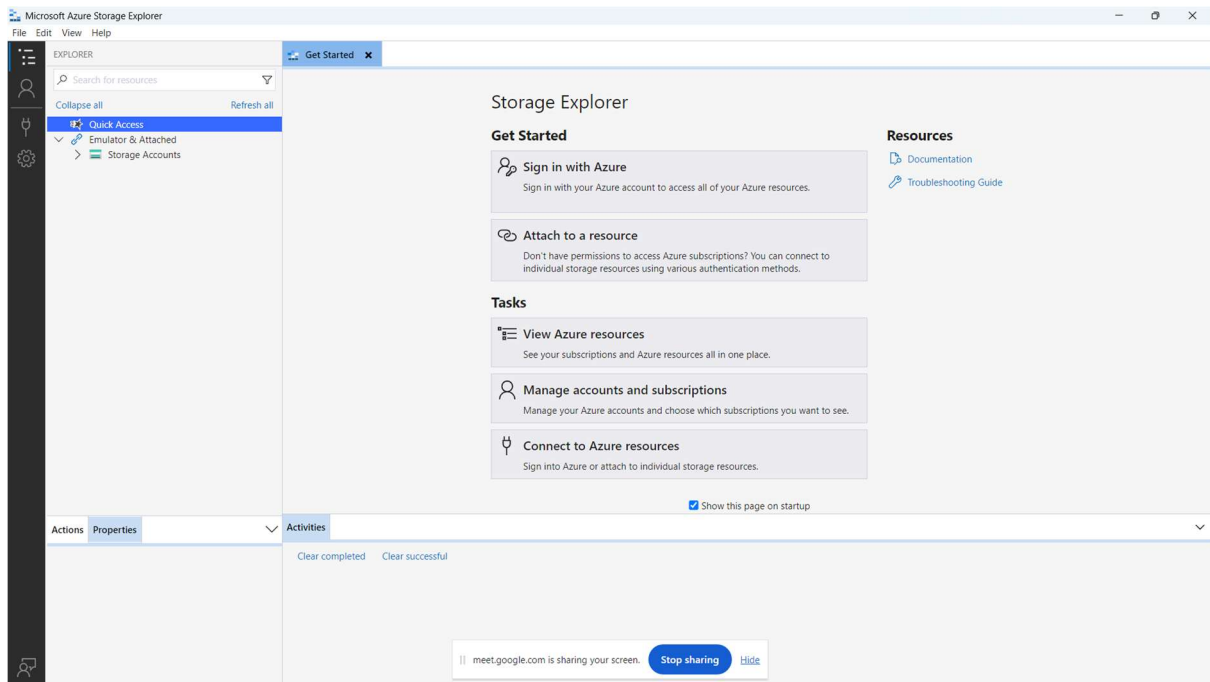 Microsoft Azure Storage Explorer
File Edit View Help
EXPLORER
Search for resources
Collapse all Refresh all
Quick Access
Emulator & Attached
Storage Accounts
Get Started
Storage Explorer
Get Started
Sign in with Azure
Sign in with your Azure account to access all of your Azure resources.
Attach to a resource
Don't have permissions to access Azure subscriptions? You can connect to
individual storage resources using various authentication methods.
Tasks
View Azure resources
See your subscriptions and Azure resources all in one place.
Manage accounts and subscriptions
Manage your Azure accounts and choose which subscriptions you want to see.
Connect to Azure resources
Sign into Azure or attach to individual storage resources.
Show this page on startup
Resources
Documentation
Troubleshooting Guide
Actions Properties
Activities
Clear completed Clear successful
meet.google.com is sharing your screen. Stop sharing Hide